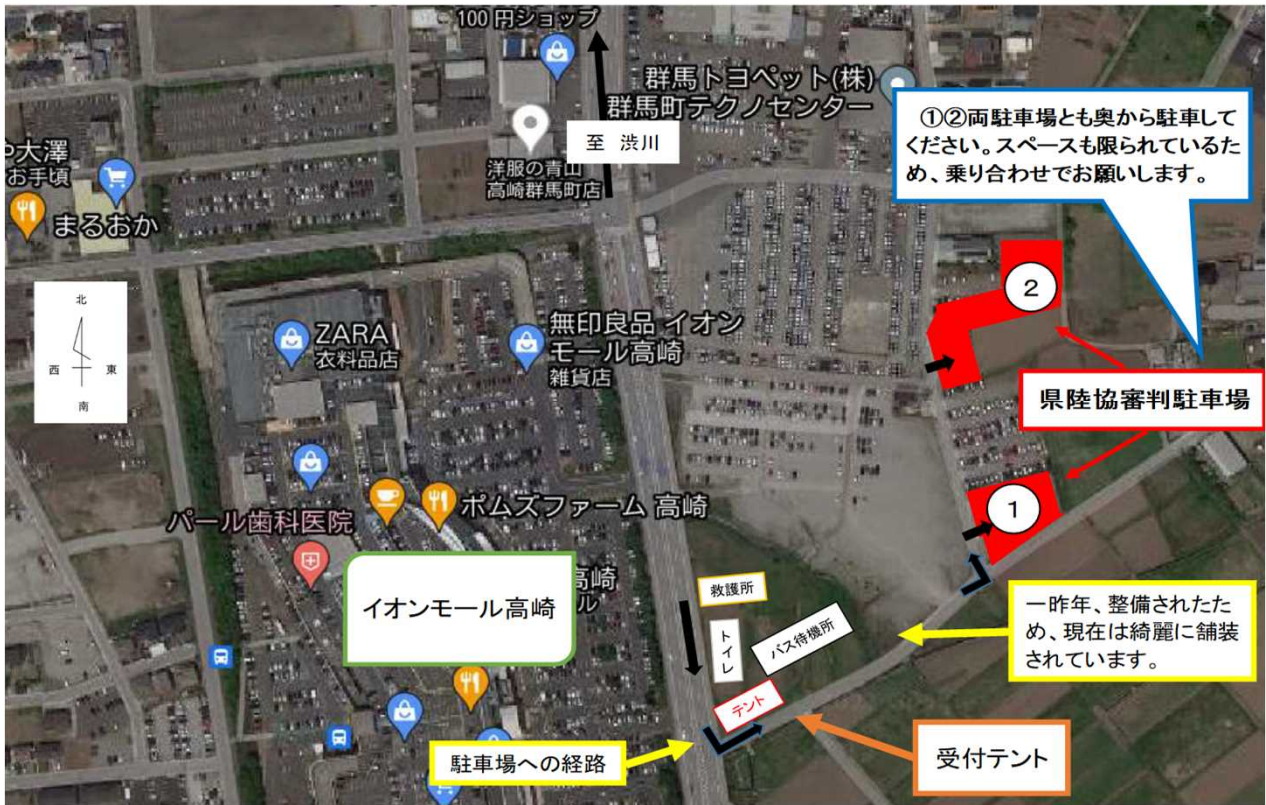 100 円ショップ
群馬トヨペット(株)
群馬町テクノセンター
①②両駐車場とも奥から駐車して
ください。スペースも限られているた
め、乗り合わせでお願いします。
至 渋川
洋服の青山
高崎群馬町店
大澤
お手頃
まるおか
北
西 東
南
ZARA
衣料品店
無印良品 イオン
モール高崎
雑貨店
2
県陸協審判駐車場
1
ポムズファーム 高崎
パール歯科医院
高崎
ル
イオンモール高崎
救護所
トイレ
バス待機所
テント
一昨年、整備されたた
め、現在は綺麗に舗装
されています。
駐車場への経路
受付テント